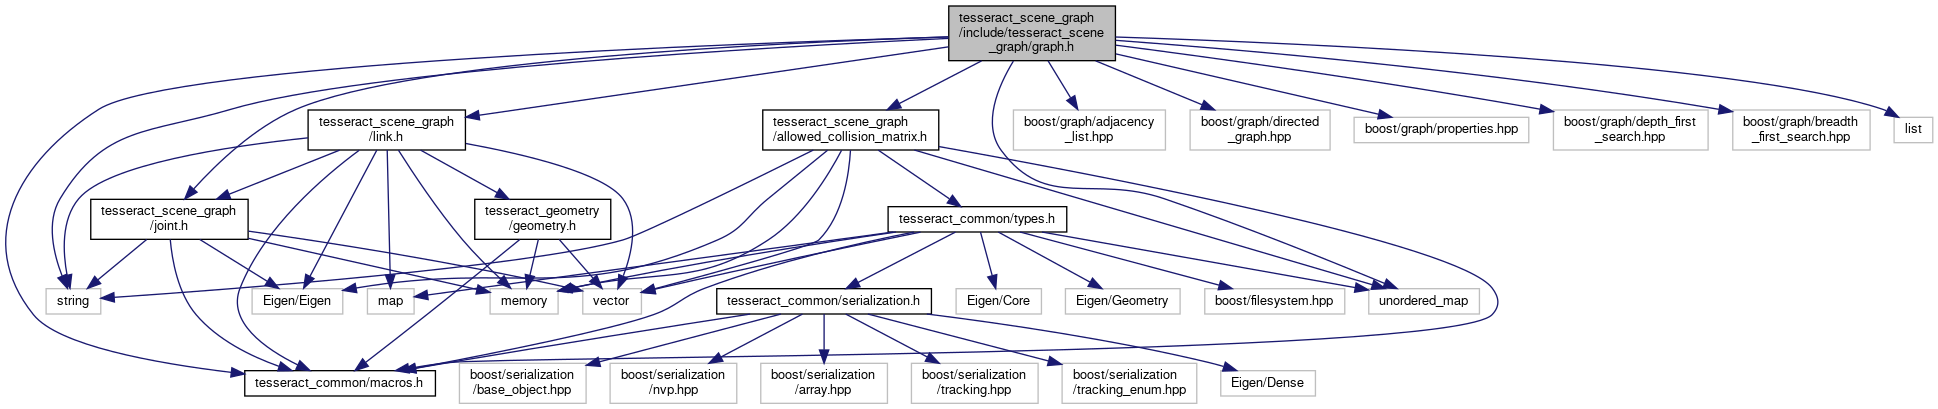 tesseract_scene_graph
/include/tesseract_scene
_graph/graph.h
tesseract_scene_graph
/link.h
tesseract_scene_graph
/allowed_collision_matrix.h
boost/graph/adjacency
_list.hpp
boost/graph/directed
_graph.hpp
boost/graph/properties.hpp
boost/graph/depth_first
_search.hpp
boost/graph/breadth
_first_search.hpp
list
tesseract_scene_graph
/joint.h
tesseract_geometry
/geometry.h
tesseract_common/types.h
string
Eigen/Eigen
map
memory
vector
tesseract_common/serialization.h
Eigen/Core
Eigen/Geometry
boost/filesystem.hpp
unordered_map
tesseract_common/macros.h
boost/serialization
/base_object.hpp
boost/serialization
/nvp.hpp
boost/serialization
/array.hpp
boost/serialization
/tracking.hpp
boost/serialization
/tracking_enum.hpp
Eigen/Dense